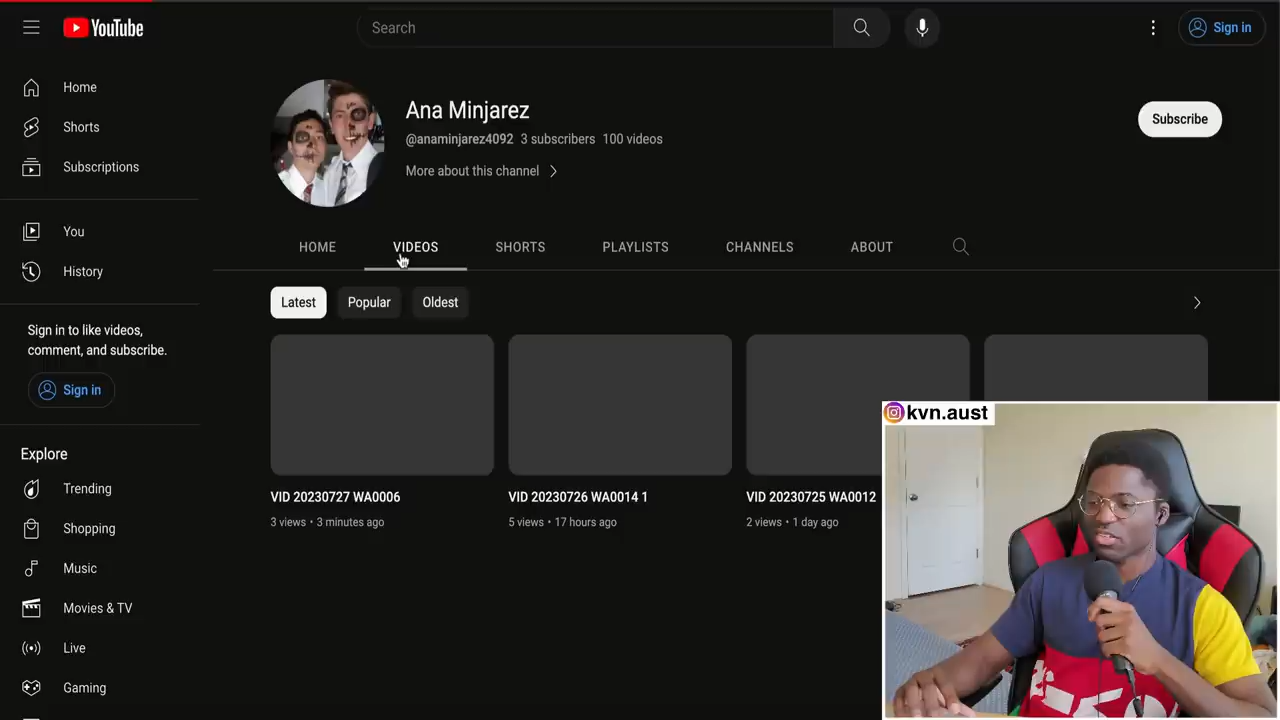 YouTube
Search
Sign in
Home
Shorts
Subscriptions
You
History
Sign in to like videos,
comment, and subscribe.
Sign in
Explore
Trending
Shopping
Music
Movies & TV
Live
Gaming
Ana Minjarez
@anaminjarez4092 3 subscribers 100 videos
More about this channel
Subscribe
HOME VIDEOS SHORTS PLAYLISTS CHANNELS ABOUT
Latest Popular Oldest
VID 20230727 WA0006
3 views • 3 minutes ago
VID 20230726 WA0014 1
5 views • 17 hours ago
VID 20230725 WA0012
2 views • 1 day ago
kvn.aust